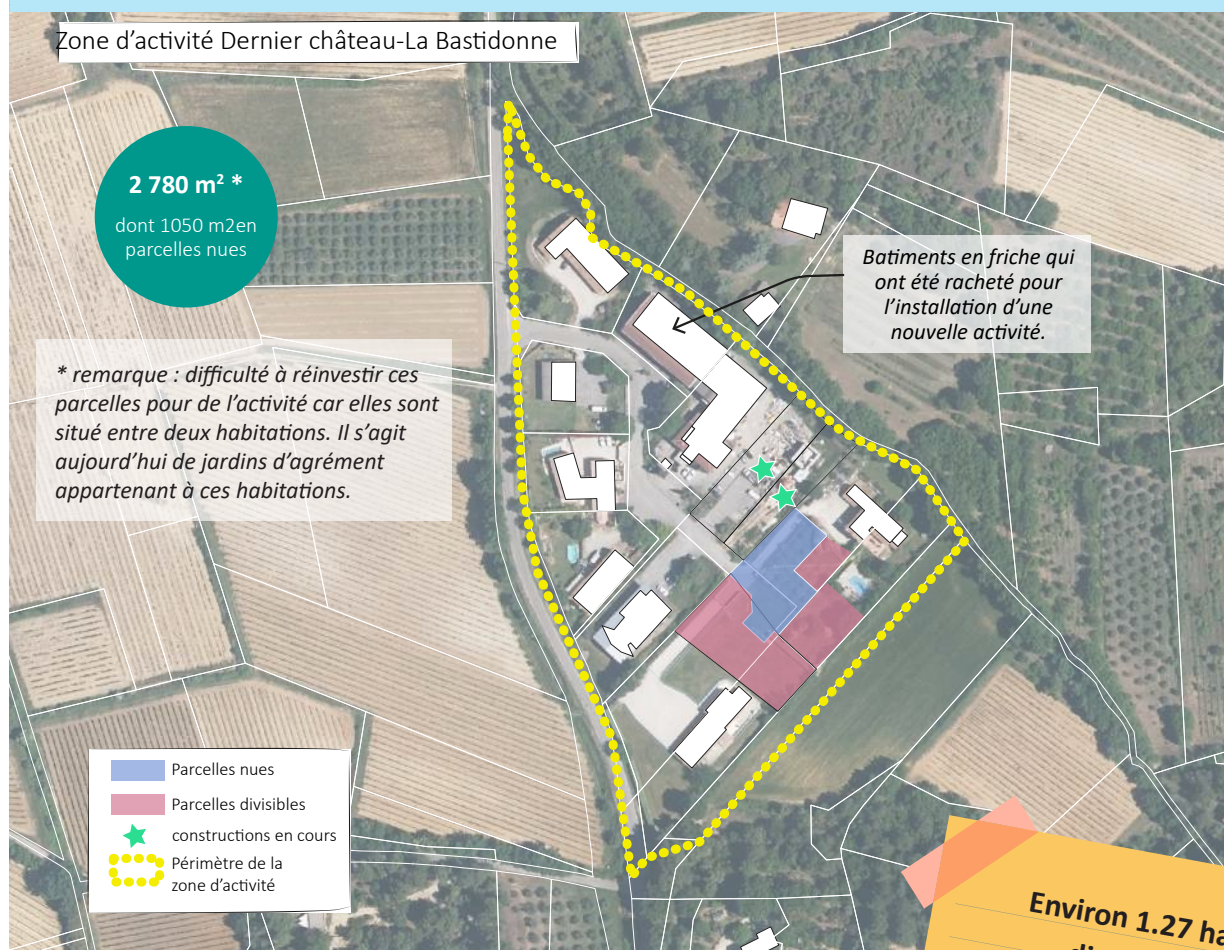 Zone d'activité Dernier château-La Bastidonne
2 780 m² *
dont 1050 m2en
parcelles nues
Batiments en friche qui
ont été racheté pour
l'installation d'une
nouvelle activité.
* remarque : difficulté à réinvestir ces
parcelles pour de l'activité car elles sont
situé entre deux habitations. Il s'agit
aujourd'hui de jardins d'agrément
appartenant à ces habitations.
Parcelles nues
Parcelles divisibles
constructions en cours
Périmètre de la
zone d'activité
Environ 1.27 ha